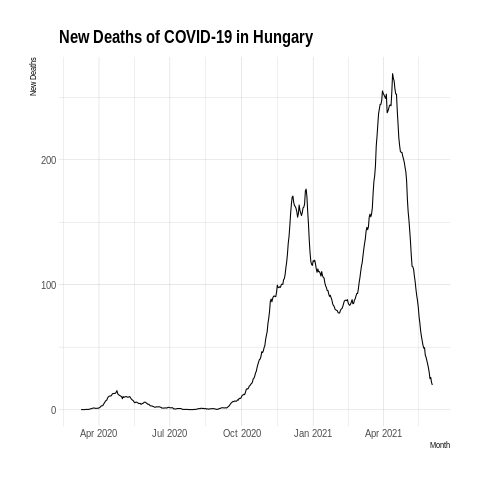 New Deaths of COVID-19 in Hungary
New Deaths
200
100
0
Apr 2020 Jul 2020 Oct 2020 Jan 2021 Apr 2021
Month